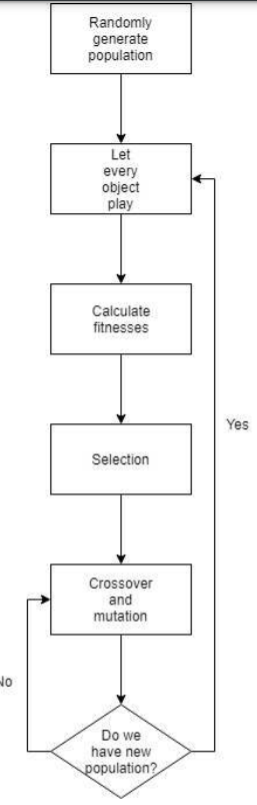 Randomly
generate
population
Let
every
object
play
Calculate
fitnesses
Selection
Yes
Crossover
and
mutation
No
Do we
have new
population?